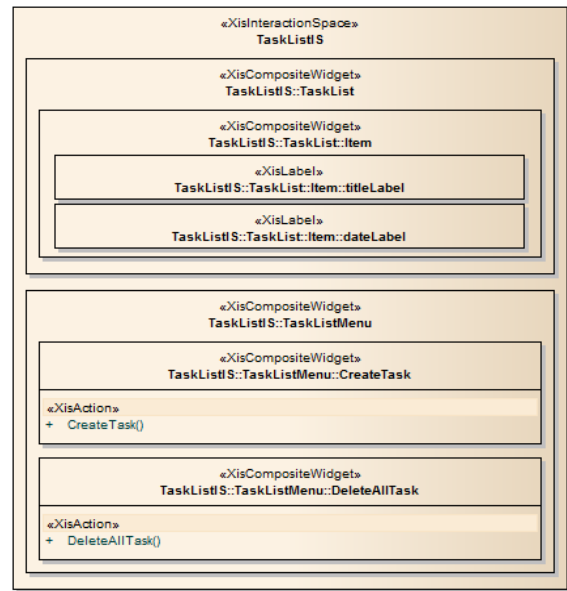 «XisInteractionSpace»
TaskListIS
«XisCompositeWidget»
TaskListIS::TaskList
«XisCompositeWidget»
TaskListIS::TaskList::Item
«XisLabel»
TaskListIS::TaskList::Item::titleLabel
«XisLabel»
TaskListIS::TaskList::Item::dateLabel
«XisCompositeWidget»
TaskListIS::TaskListMenu
«XisCompositeWidget»
TaskListIS::TaskListMenu::CreateTask
«XisAction»
+ CreateTask()
«XisCompositeWidget»
TaskListIS::TaskListMenu::DeleteAllTask
«XisAction»
+ DeleteAllTask()